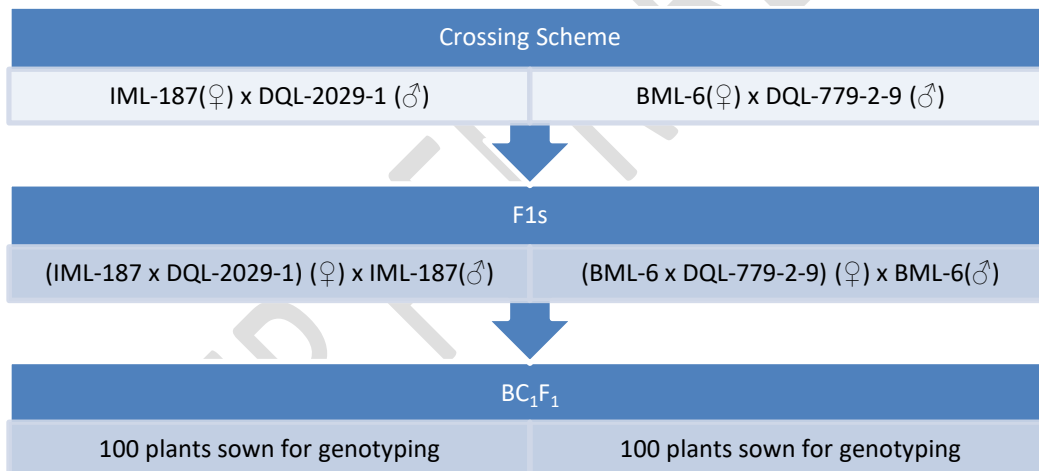 Crossing Scheme
IML-187(♀) x DQL-2029-1 (♂) BML-6(♀) x DQL-779-2-9 (♂)
F1s
(IML-187 x DQL-2029-1) (♀) x IML-187(♂) (BML-6 x DQL-779-2-9) (♀) x BML-6(♂)
BC₁F₁
100 plants sown for genotyping 100 plants sown for genotyping